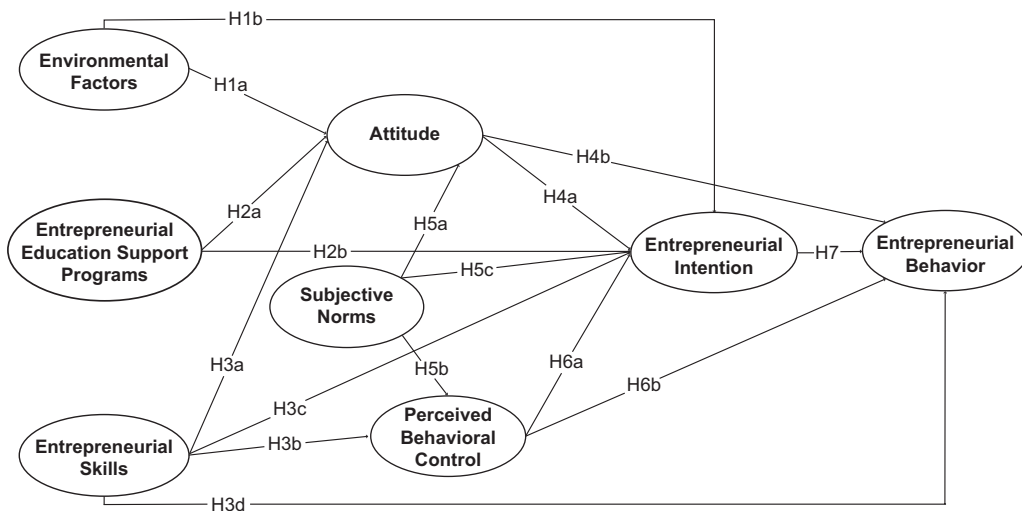 H1b
Environmental
Factors
H1a
Attitude
H4b
H2a
H4a
H5a
Entrepreneurial
Education Support
Programs
H2b
H5c
Entrepreneurial
Intention
H7
Entrepreneurial
Behavior
Subjective
Norms
H3a
H5b
H6a
H6b
H3c
Entrepreneurial
Skills
H3b
Perceived
Behavioral
Control
H3d